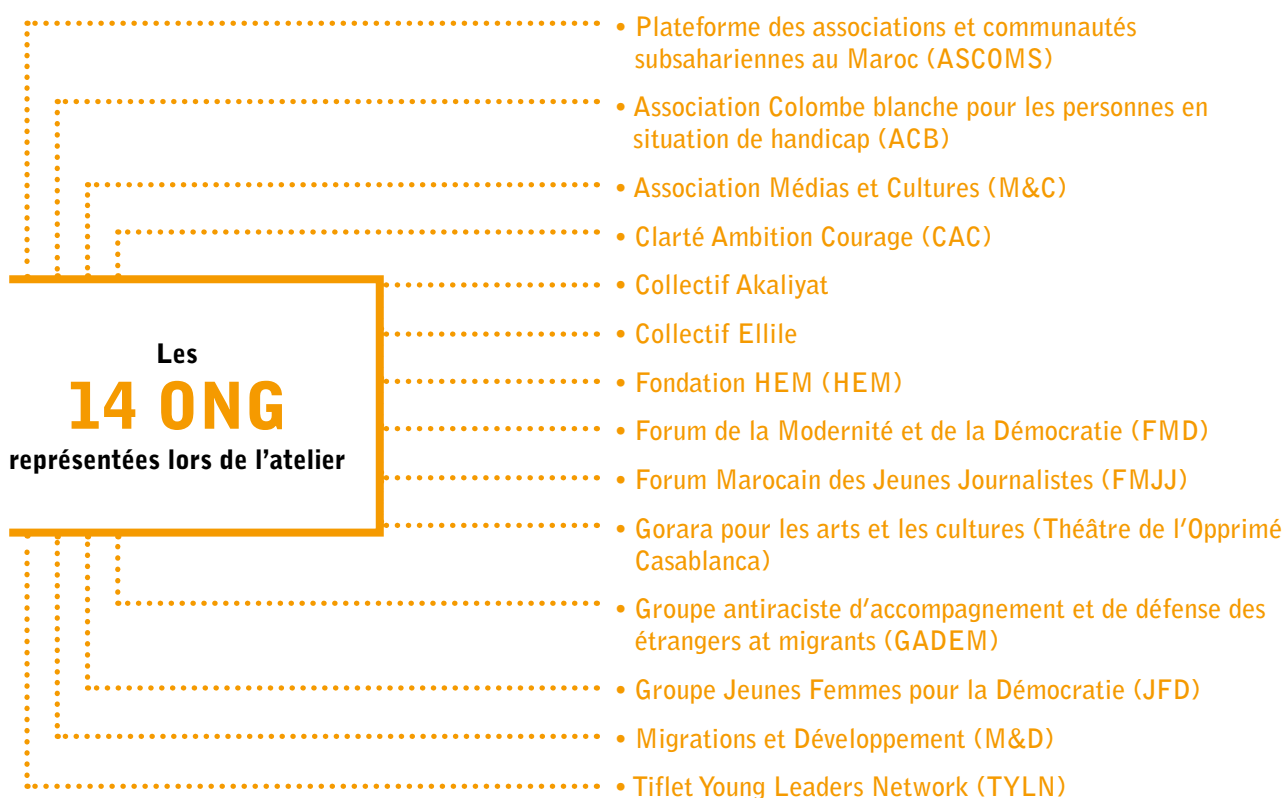 Les
14 ONG
représentées lors de l'atelier
• Plateforme des associations et communautés
subsahariennes au Maroc (ASCOMS)
• Association Colombe blanche pour les personnes en
situation de handicap (ACB)
• Association Médias et Cultures (M&C)
• Clarté Ambition Courage (CAC)
• Collectif Akaliyat
• Collectif Ellile
• Fondation HEM (HEM)
• Forum de la Modernité et de la Démocratie (FMD)
• Forum Marocain des Jeunes Journalistes (FMJJ)
• Gorara pour les arts et les cultures (Théâtre de l'Opprimé
Casablanca)
• Groupe antiraciste d'accompagnement et de défense des
étrangers at migrants (GADEM)
• Groupe Jeunes Femmes pour la Démocratie (JFD)
• Migrations et Développement (M&D)
• Tiflet Young Leaders Network (TYLN)